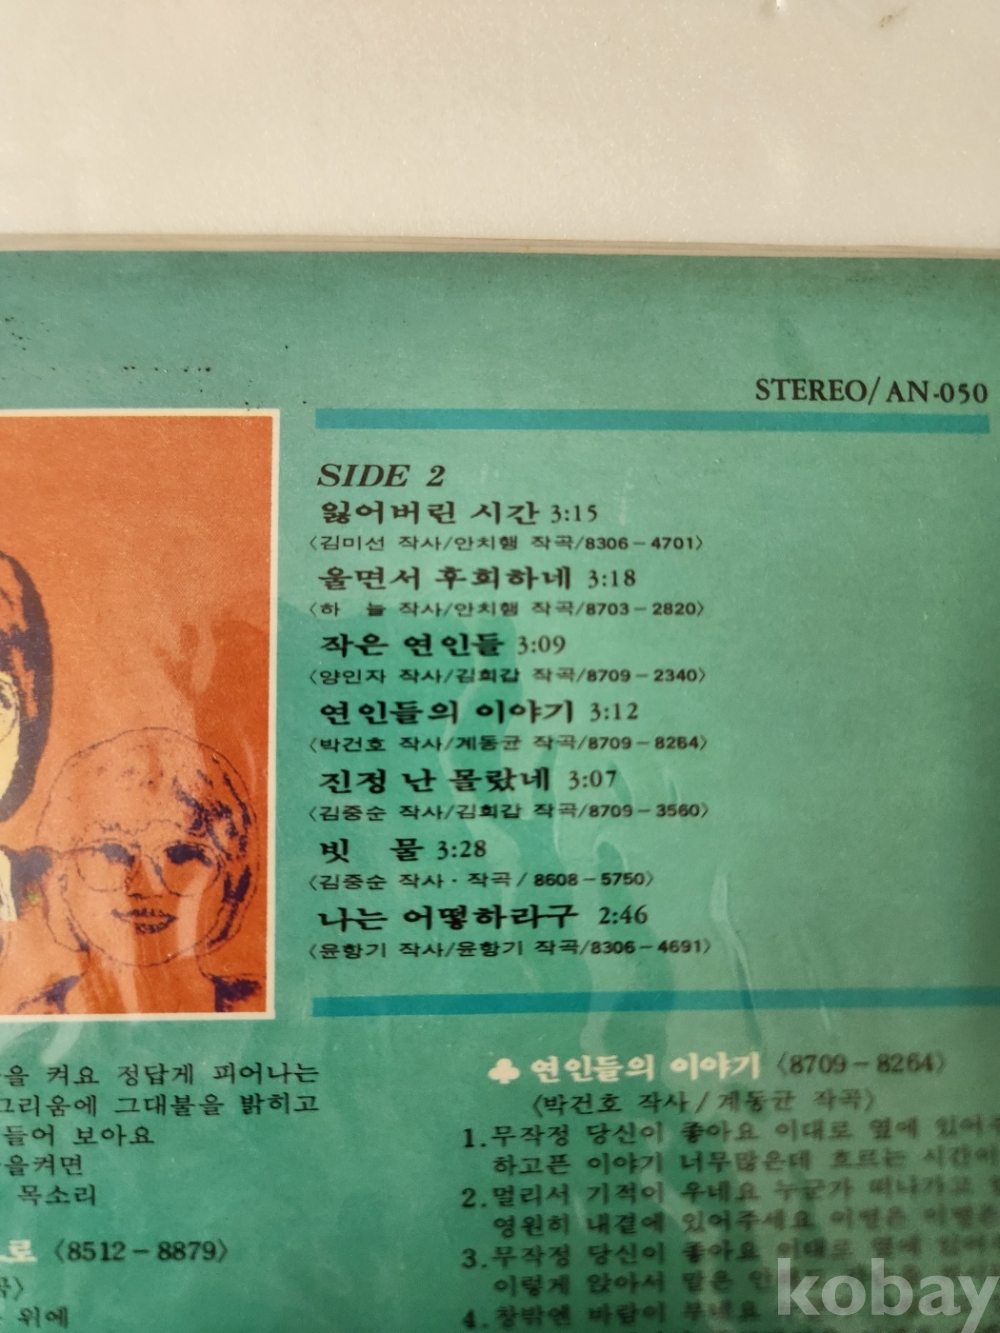 STEREO/AN-050
SIDE 2
잃어버린 시간 3:15
〈김미선 작사/안치행 작곡/8306-4701〉
울면서 후회하네 3:18
〈하 늘 작사/안치행 작곡/8703-2820〉
작은 연인들 3:09
〈양인자 작사/김희갑 작곡/8709-2340〉
연인들의 이야기 3:12
〈박건호 작사/계동균 작곡/8709-8264〉
진정 난 몰랐네 3:07
〈김중순 작사/김희갑 작곡/8709-3560〉
빗 물 3:28
〈김중순 작사·작곡/8608-5750〉
나는 어떻하라구 2:46
〈윤항기 작사/윤항기 작곡/8306-4691〉
을 켜요 정답게 피어나는
그리움에 그대불을 밝히고
들어 보아요
을켜면
목소리
로 〈8512-8879〉
위에
♣ 연인들의 이야기 〈8709-8264〉
〈박건호 작사/계동균 작곡〉
1. 무작정 당신이 좋아요 이대로 옆에 있어주
하고픈 이야기 너무많은데 흐르는 시간이
2. 멀리서 기적이 우네요 누군가 떠나가고
영원히 내곁에 있어주세요 이별은 이별은
3. 무작정 당신이 좋아요 이대로 옆에 있어
이렇게 앉아서 말은
4. 창밖엔 바람이 부네요
kobay